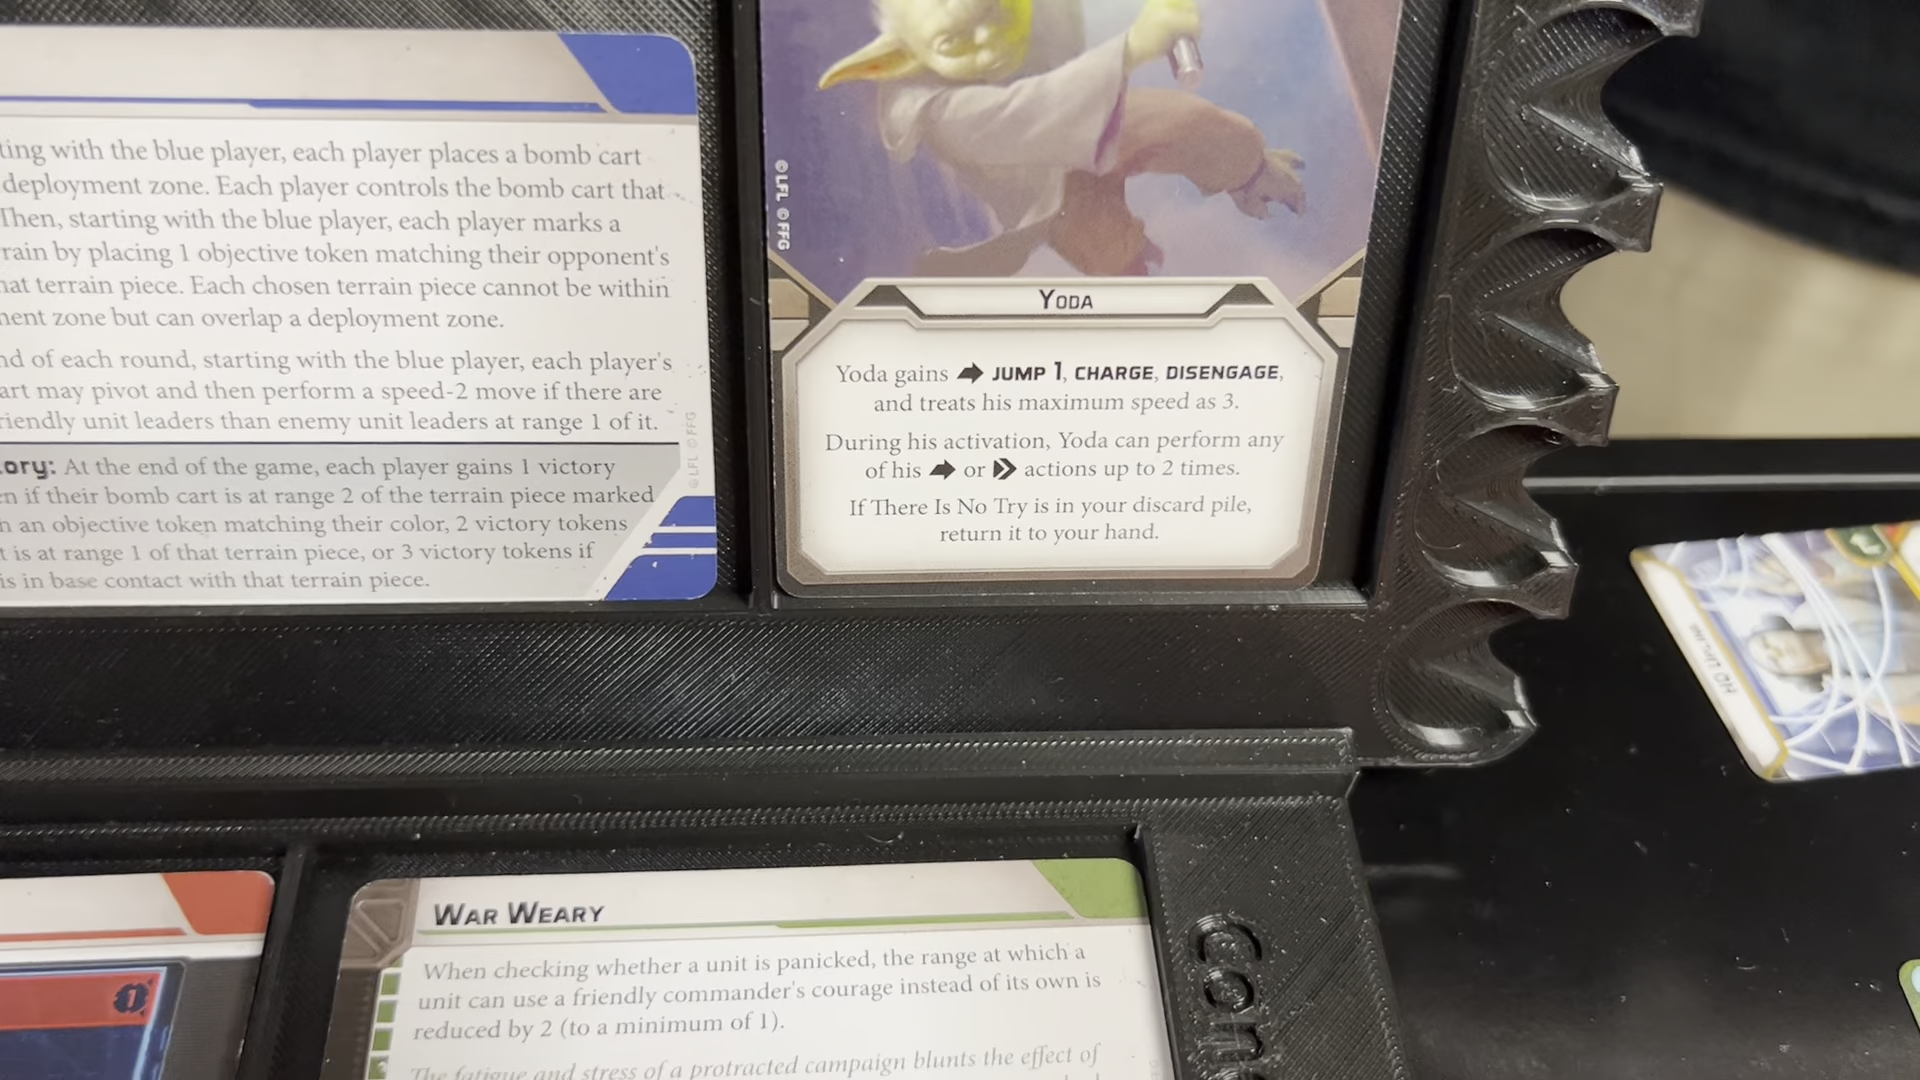 ting with the blue player, each player places a bomb cart
deployment zone. Each player controls the bomb cart that
Then, starting with the blue player, each player marks a
rain by placing 1 objective token matching their opponent's
hat terrain piece. Each chosen terrain piece cannot be within
ment zone but can overlap a deployment zone.
nd of each round, starting with the blue player, each player's
art may pivot and then perform a speed-2 move if there are
riendly unit leaders than enemy unit leaders at range 1 of it.
ory: At the end of the game, each player gains 1 victory
n if their bomb cart is at range 2 of the terrain piece marked
n an objective token matching their color, 2 victory tokens
t is at range 1 of that terrain piece, or 3 victory tokens if
is in base contact with that terrain piece.
©LFL ©FFG
©LFL ©FFG
YODA
Yoda gains JUMP 1, CHARGE, DISENGAGE,
and treats his maximum speed as 3.
During his activation, Yoda can perform any
of his or actions up to 2 times.
If There Is No Try is in your discard pile,
return it to your hand.
WAR WEARY
When checking whether a unit is panicked, the range at which a
unit can use a friendly commander's courage instead of its own is
reduced by 2 (to a minimum of 1).
The fatigue and stress of a protracted campaign blunts the effect of
Com